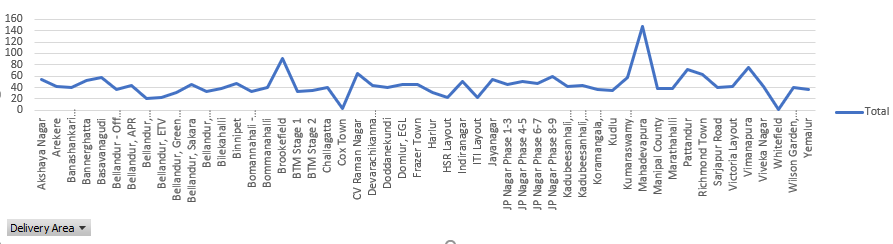 160
140
120
100
80
60
40
20
0
Akshaya Nagar
Arekere
Banashankari…
Bannerghatta
Basavanagudi
Bellandur - Off…
Bellandur, APR
Bellandur,…
Bellandur, ETV
Bellandur, Green…
Bellandur, Sakara
Bellandur,…
Bilekahalli
Binnipet
Bomannahali -…
Bommanahalli
Brookefield
BTM Stage 1
BTM Stage 2
Challagatta
Cox Town
CV Raman Nagar
Devarachikanna…
Doddanekundi
Domlur, EGL
Frazer Town
Harlur
HSR Layout
Indiranagar
ITI Layout
Jayanagar
JP Nagar Phase 1-3
JP Nagar Phase 4-5
JP Nagar Phase 6-7
JP Nagar Phase 8-9
Kadubeesanhali,…
Kadubeesanhali,…
Koramangala,…
Kudlu
Kumaraswamy…
Mahadevapura
Manipal County
Marathahalli
Pattandur
Richmond Town
Sarjapur Road
Victoria Layout
Vimanapura
Viveka Nagar
Whitefield
Wilson Garden,…
Yemalur
Total
Delivery Area